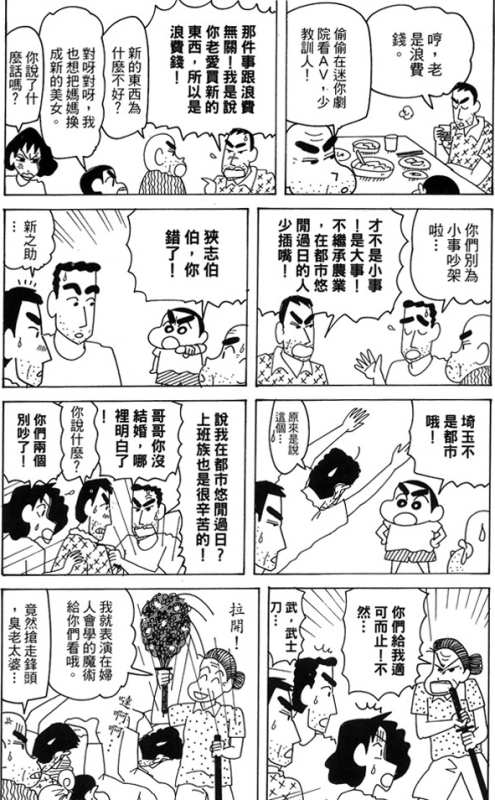 哼，老
是浪費
錢。
偷偷在迷你劇
院看AV，少
教訓人！
那件事跟浪費
無關！我是說
你老愛買新的
東西，所以是
浪費錢！
新的東西為
什麼不好？
對呀對呀，我
也想把媽媽換
成新的美女。
你說了什
麼話嗎？
你們別為
小事吵架
啦…
才不是小事
！是大事！
不繼承農業
，在都市悠
閒過日的人
少插嘴！
狹志伯
伯，你
錯了！
新之助
…
埼玉不
是都市
哦！
原來是說
這個…
說我在都市悠閒過日？
上班族也是很辛苦的！
哥哥你沒
結婚，哪
裡明白了
！
你說什麼？
你們兩個
別吵了！
你們給我適
可而止！不
然…
武，武士
刀…
拉開！
我就表演在婦
人會學的魔術
給你們看哦。
噠
啊
啊
竟然搶走鋒頭
，臭老太婆…